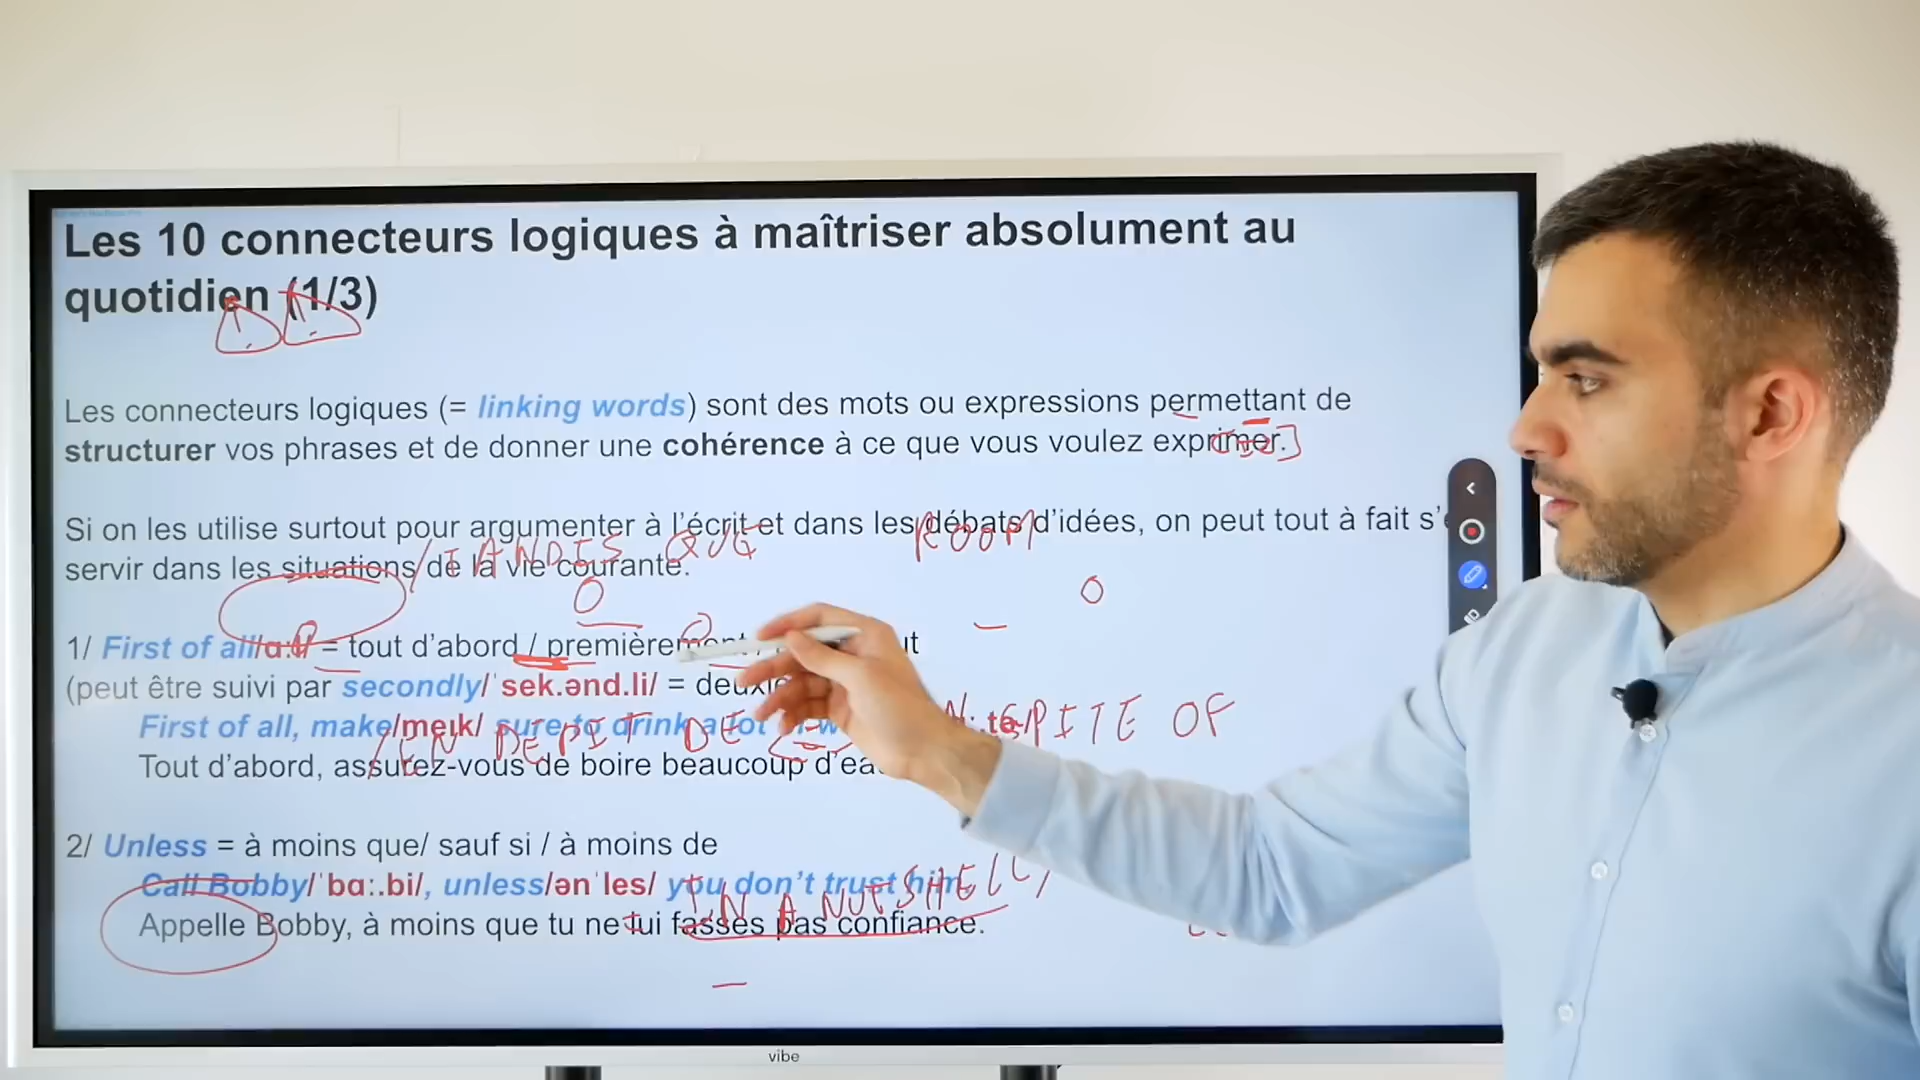 Les 10 connecteurs logiques à maîtriser absolument au
quotidien (1/3)
Les connecteurs logiques (= linking words) sont des mots ou expressions permettant de
structurer vos phrases et de donner une cohérence à ce que vous voulez exprimer.
Si on les utilise surtout pour argumenter à l'écrit et dans les débats d'idées, on peut tout à fait
/TANDIS QUE ROOM
servir dans les situations de la vie courante.
1/ First of all = tout d'abord / premièrement
(peut être suivi par secondly/ˈsek.ənd.li/ =
First of all, make/meɪk/ sure to drink a lot
/EN DEPIT DE IN SPITE OF
Tout d'abord, assurez-vous de boire beaucoup
2/ Unless = à moins que/ sauf si / à moins de
Call Bobby/ˈbɑː.bi/, unless/ənˈles/ you don't trust him.
IN A NUTSHELL,
Appelle Bobby, à moins que tu ne lui fasses pas confiance.
vibe